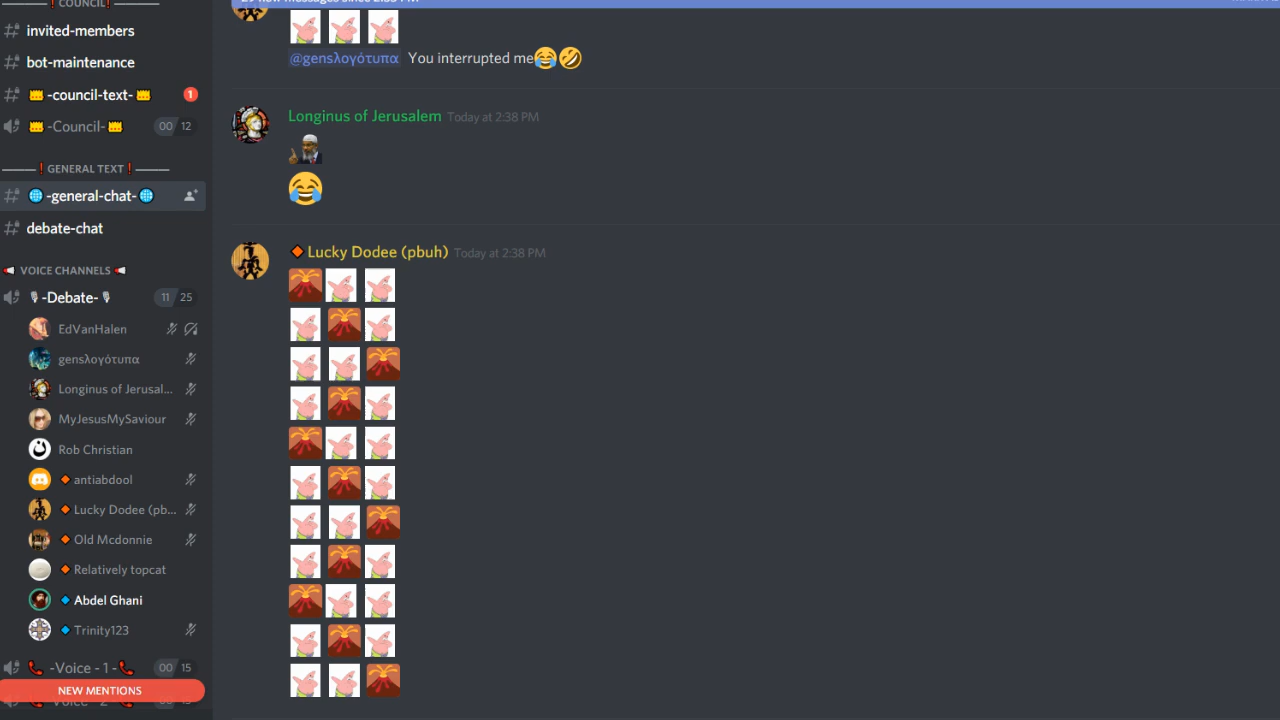 COUNCIL
invited-members
bot-maintenance
-council-text-
1
-Council-
00 12
GENERAL TEXT
-general-chat-
debate-chat
VOICE CHANNELS
-Debate-
11 25
EdVanHalen
gensλογότυπα
Longinus of Jerusal...
MyJesusMySaviour
Rob Christian
antiabdool
Lucky Dodee (pb...
Old Mcdonnie
Relatively topcat
Abdel Ghani
Trinity123
-Voice - 1 -
00 15
NEW MENTIONS
@gensλογότυπα You interrupted me
Longinus of Jerusalem Today at 2:38 PM
Lucky Dodee (pbuh) Today at 2:38 PM